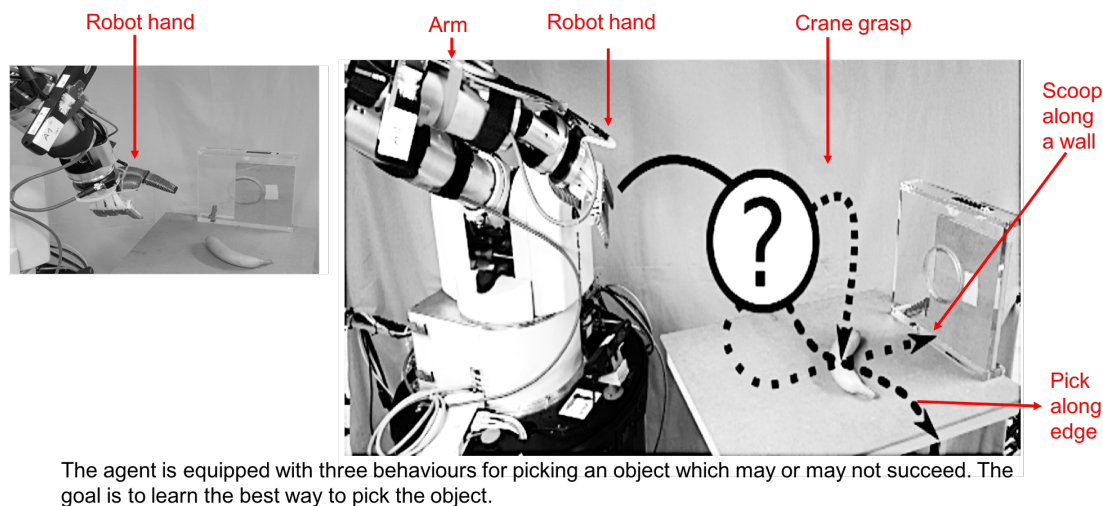 Robot hand
Arm
Robot hand
Crane grasp
Scoop
along
a wall
?
Pick
along
edge
The agent is equipped with three behaviours for picking an object which may or may not succeed. The
goal is to learn the best way to pick the object.